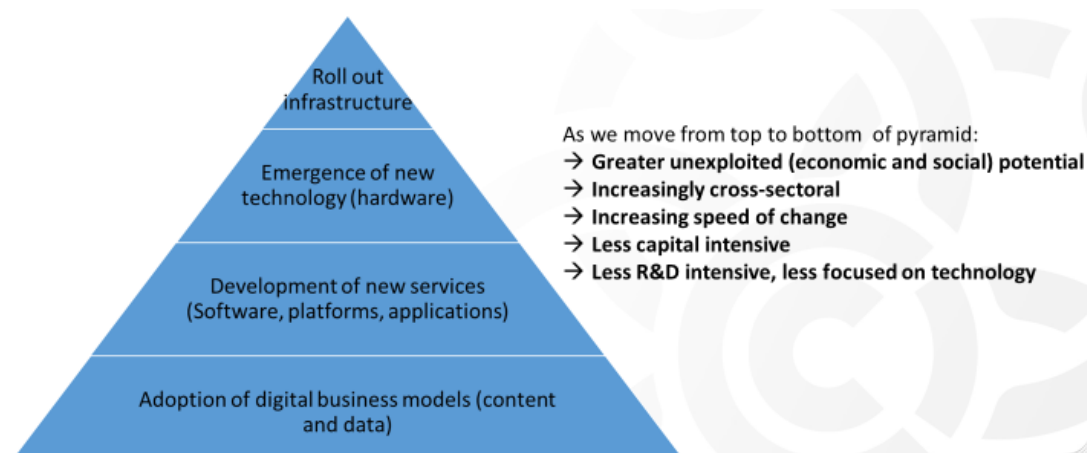 Roll out
infrastructure
Emergence of new
technology (hardware)
Development of new services
(Software, platforms, applications)
Adoption of digital business models (content
and data)
As we move from top to bottom of pyramid:
→ Greater unexploited (economic and social) potential
→ Increasingly cross-sectoral
→ Increasing speed of change
→ Less capital intensive
→ Less R&D intensive, less focused on technology